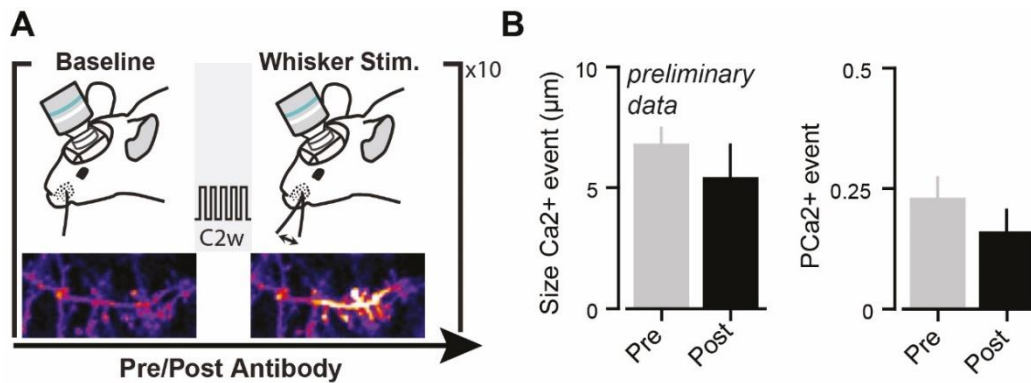 A
Baseline
Whisker Stim.
x10
C2w
Pre/Post Antibody
B
Size Ca2+ event (µm)
10
5
0
preliminary
data
Pre
Post
PCa2+ event
0.5
0.25
0
Pre
Post